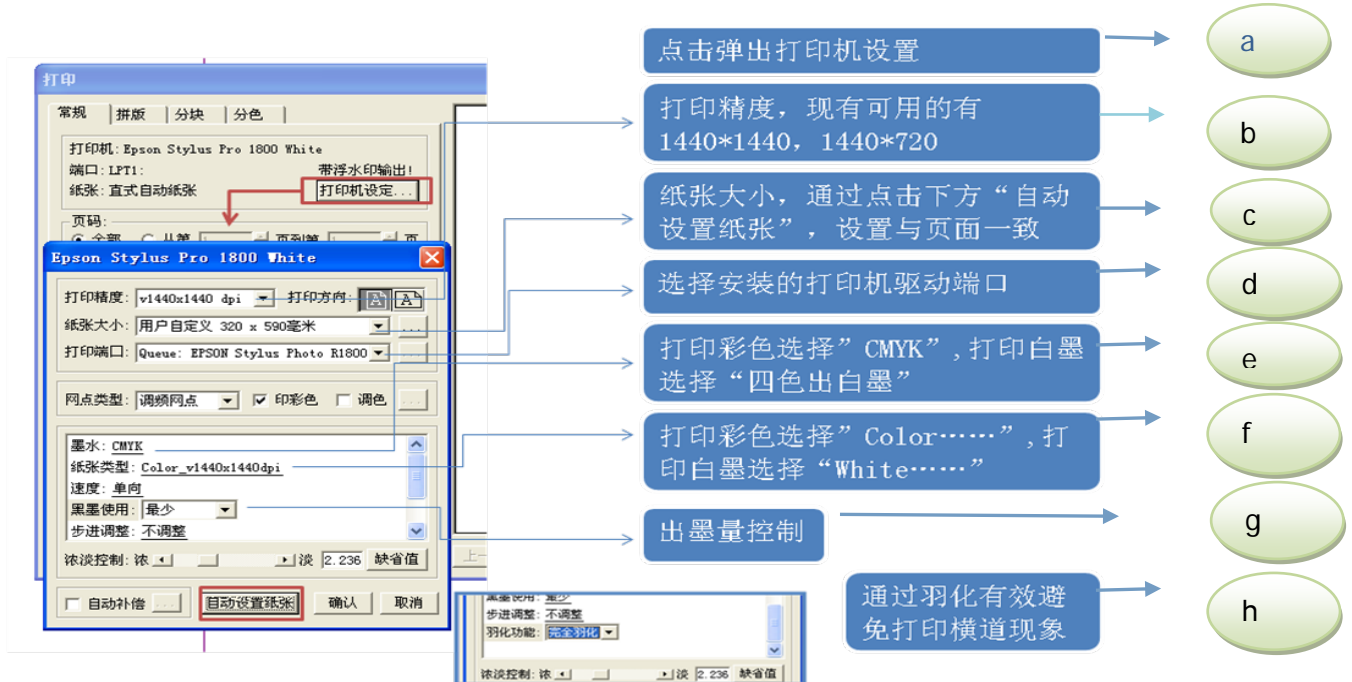 打印
常规 拼版 分块 分色
打印机: Epson Stylus Pro 1800 White
端口: LPT1: 带浮水印输出!
纸张: 直式自动纸张 打印机设定...
页码:
Epson Stylus Pro 1800 White
打印精度: v1440x1440 dpi 打印方向: A A
纸张大小: 用户自定义 320 x 590毫米 ...
打印端口: Queue: EPSON Stylus Photo R1800 ...
网点类型: 调频网点 印彩色 调色 ...
墨水: CMYK
纸张类型: Color_v1440x1440dpi
速度: 单向
黑墨使用: 最少
步进调整: 不调整
浓淡控制: 浓 淡 2.236 缺省值
自动补偿 ... 自动设置纸张 确认 取消
上一
黑墨使用: 最少
步进调整: 不调整
羽化功能: 完全羽化
浓淡控制: 浓 淡 2.236 缺省值
点击弹出打印机设置
打印精度，现有可用的有
1440*1440，1440*720
纸张大小，通过点击下方“自动
设置纸张”，设置与页面一致
选择安装的打印机驱动端口
打印彩色选择”CMYK”,打印白墨
选择“四色出白墨”
打印彩色选择”Color……”,打
印白墨选择“White……”
出墨量控制
通过羽化有效避
免打印横道现象
a
b
c
d
e
f
g
h